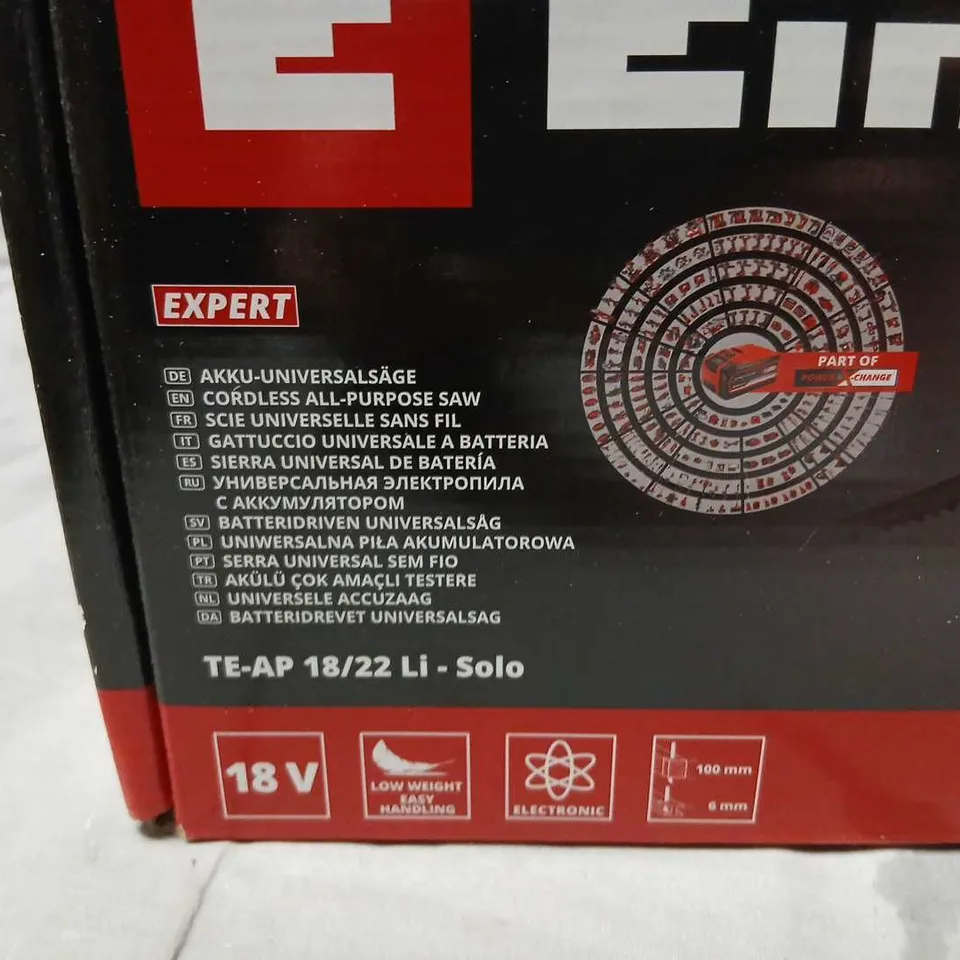 E EIN
EXPERT
PART OF
POWER X-CHANGE
DE AKKU-UNIVERSALSÄGE
EN CORDLESS ALL-PURPOSE SAW
FR SCIE UNIVERSELLE SANS FIL
IT GATTUCCIO UNIVERSALE A BATTERIA
ES SIERRA UNIVERSAL DE BATERÍA
RU УНИВЕРСАЛЬНАЯ ЭЛЕКТРОПИЛА
С АККУМУЛЯТОРОМ
SV BATTERIDRIVEN UNIVERSALSÅG
PL UNIWERSALNA PIŁA AKUMULATOROWA
PT SERRA UNIVERSAL SEM FIO
TR AKÜLÜ ÇOK AMAÇLI TESTERE
NL UNIVERSELE ACCUZAAG
DA BATTERIDREVET UNIVERSALSAG
TE-AP 18/22 Li - Solo
18 V
LOW WEIGHT
EASY
HANDLING
ELECTRONIC
100 mm
6 mm